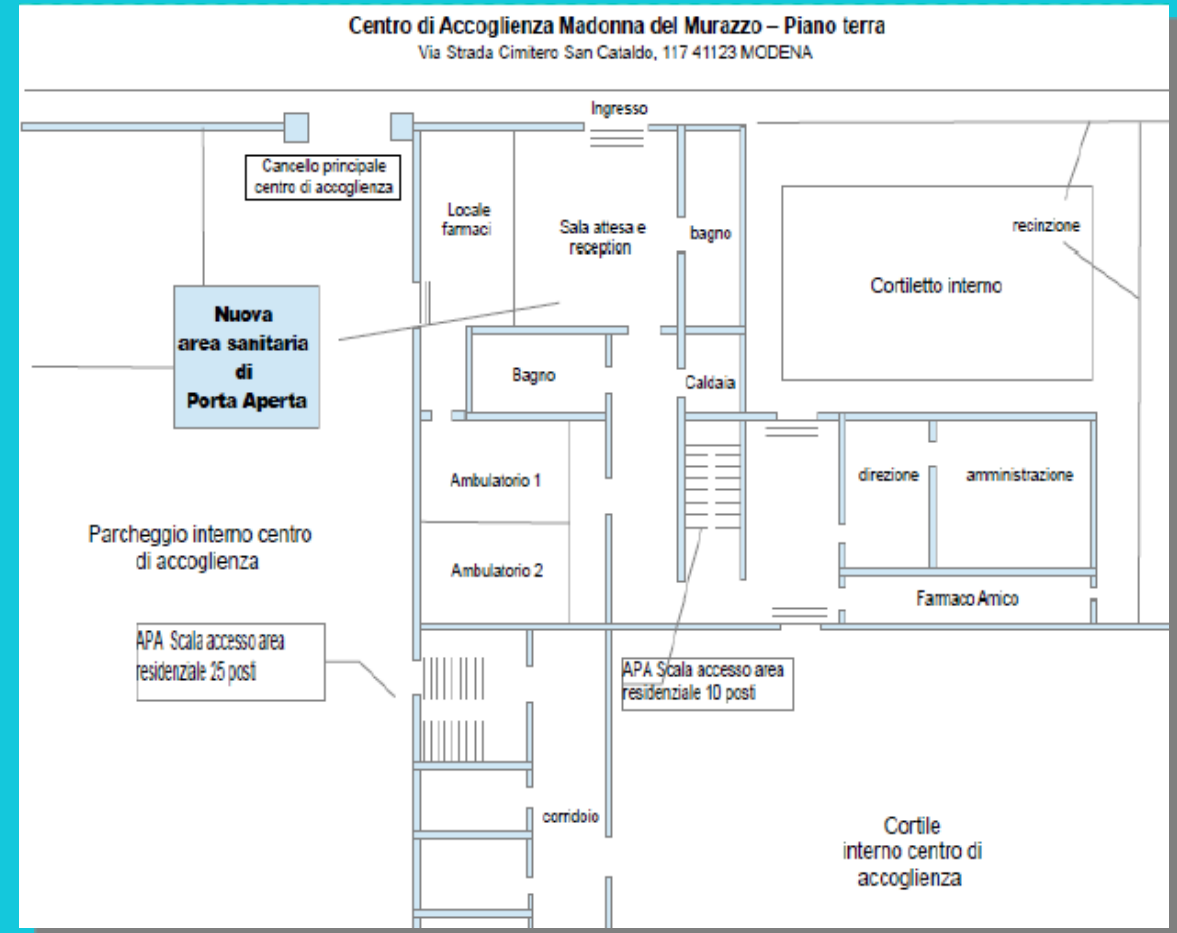 Centro di Accoglienza Madonna del Murazzo – Piano terra
Via Strada Cimitero San Cataldo, 117 41123 MODENA
Ingresso
Cancello principale
centro di accoglienza
Locale
farmaci
Sala attesa e
reception
bagno
recinzione
Cortiletto interno
Nuova
area sanitaria
di
Porta Aperta
Bagno
Caldaia
Ambulatorio 1
direzione
amministrazione
Parcheggio interno centro
di accoglienza
Ambulatorio 2
Farmaco Amico
APA Scala accesso area
residenziale 25 posti
APA Scala accesso area
residenziale 10 posti
corridoio
Cortile
interno centro di
accoglienza